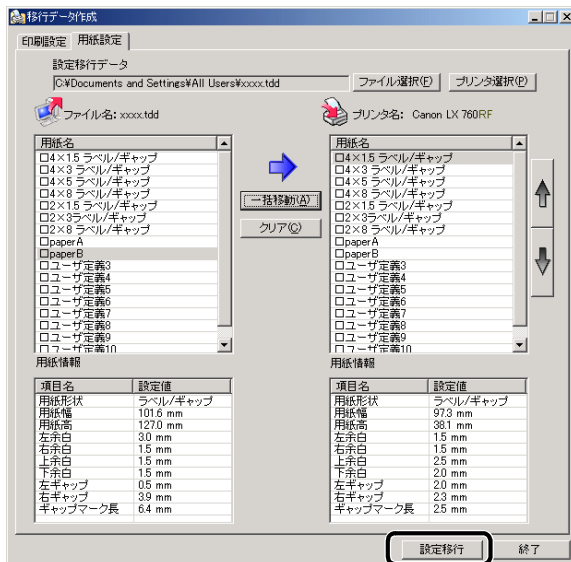 移行データ作成
印刷設定 用紙設定
設定移行データ
C:¥Documents and Settings¥All Users¥xxxx.tdd ファイル選択(F) プリンタ選択(P)
ファイル名: xxxx.tdd プリンタ名: Canon LX 760RF
用紙名
□4×1.5 ラベル/ギャップ
□4×3 ラベル/ギャップ
□4×5 ラベル/ギャップ
□4×8 ラベル/ギャップ
□2×1.5 ラベル/ギャップ
□2×3ラベル/ギャップ
□2×8 ラベル/ギャップ
□paperA
□paperB
□ユーザ定義3
□ユーザ定義4
□ユーザ定義5
□ユーザ定義6
□ユーザ定義7
□ユーザ定義8
□ユーザ定義9
□ユーザ定義10
一括移動(A)
クリア(C)
用紙名
□4×1.5 ラベル/ギャップ
□4×3 ラベル/ギャップ
□4×5 ラベル/ギャップ
□4×8 ラベル/ギャップ
□2×1.5 ラベル/ギャップ
□2×3ラベル/ギャップ
□2×8 ラベル/ギャップ
□paperA
□paperB
□ユーザ定義3
□ユーザ定義4
□ユーザ定義5
□ユーザ定義6
□ユーザ定義7
□ユーザ定義8
□ユーザ定義9
□ユーザ定義10
用紙情報
項目名 設定値
用紙形状 ラベル/ギャップ
用紙幅 101.6 mm
用紙高 127.0 mm
左余白 3.0 mm
右余白 1.5 mm
上余白 1.5 mm
下余白 1.5 mm
左ギャップ 0.5 mm
右ギャップ 3.9 mm
ギャップマーク長 6.4 mm
用紙情報
項目名 設定値
用紙形状 ラベル/ギャップ
用紙幅 97.3 mm
用紙高 38.1 mm
左余白 1.5 mm
右余白 1.5 mm
上余白 2.5 mm
下余白 2.0 mm
左ギャップ 2.0 mm
右ギャップ 2.3 mm
ギャップマーク長 2.5 mm
設定移行 終了